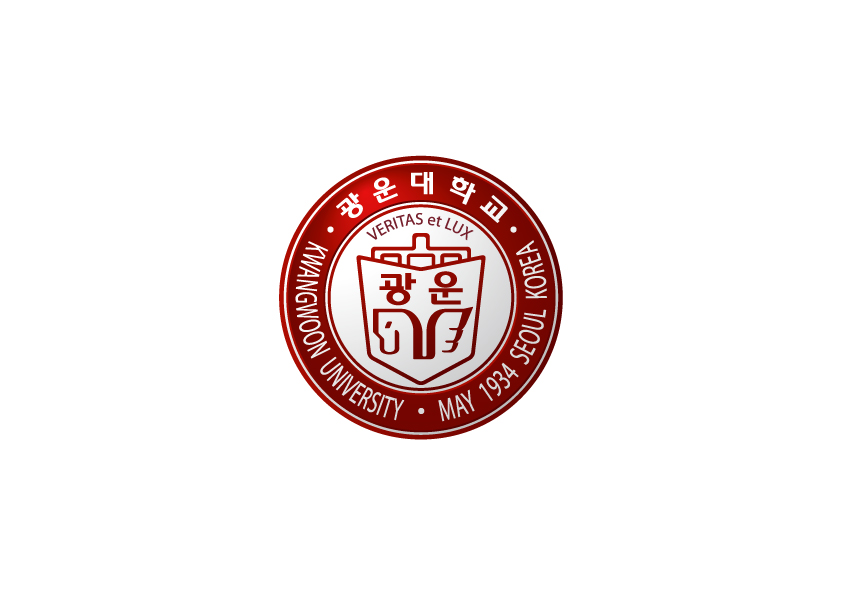 광운대학교
VERITAS et LUX
광운
KWANGWOON UNIVERSITY • MAY 1934 SEOUL KOREA